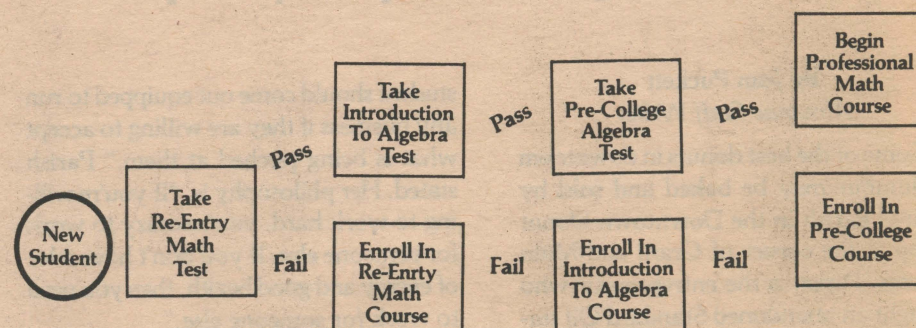 New
Student
Take
Re-Entry
Math
Test
Pass
Take
Introduction
To Algebra
Test
Fail
Enroll In
Re-Enrty
Math
Course
Pass
Take
Pre-College
Algebra
Test
Fail
Enroll In
Introduction
To Algebra
Course
Pass
Begin
Professional
Math
Course
Fail
Enroll In
Pre-College
Course